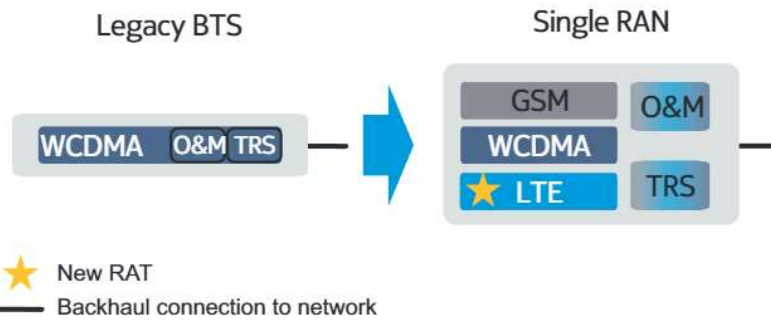 Legacy BTS
Single RAN
WCDMA O&M TRS
GSM
WCDMA
LTE
O&M
TRS
New RAT
Backhaul connection to network